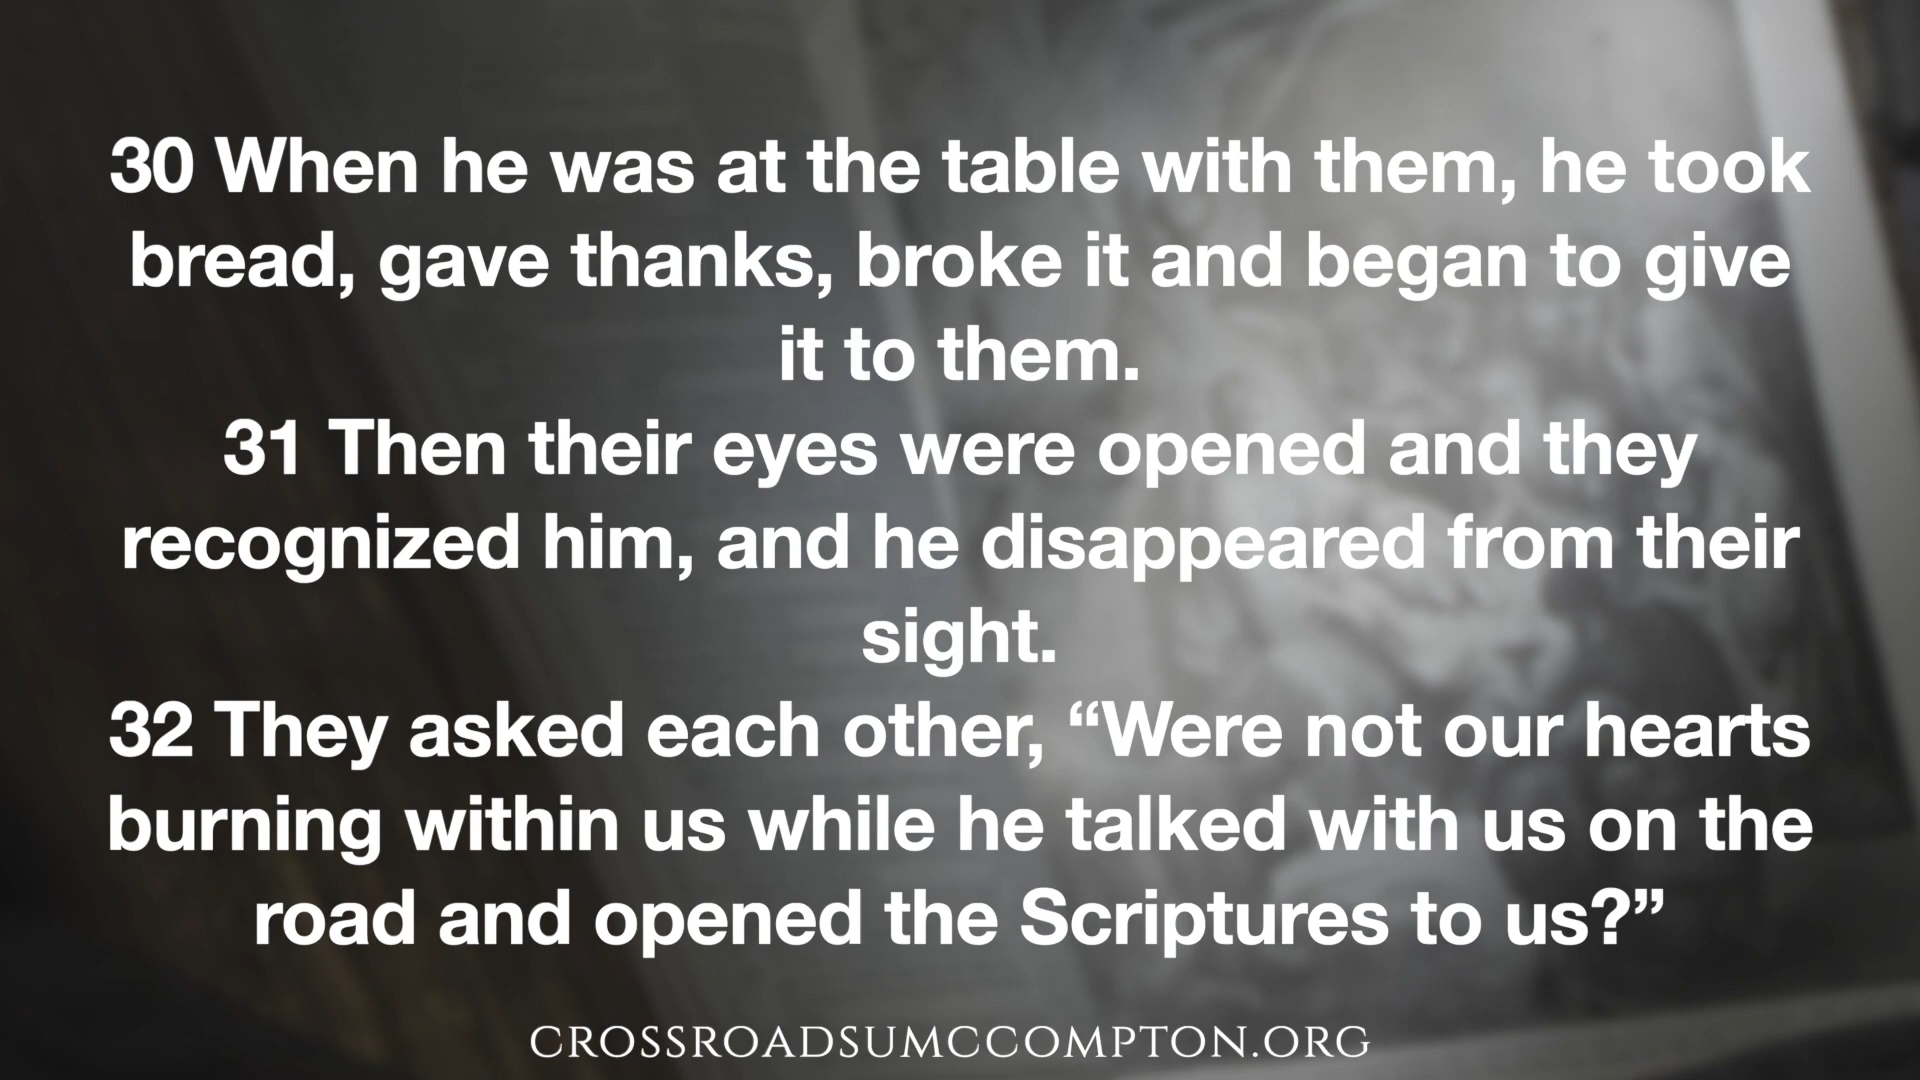 30 When he was at the table with them, he took
bread, gave thanks, broke it and began to give
it to them.
31 Then their eyes were opened and they
recognized him, and he disappeared from their
sight.
32 They asked each other, “Were not our hearts
burning within us while he talked with us on the
road and opened the Scriptures to us?”
CROSSROADSUMCCOMPTON.ORG